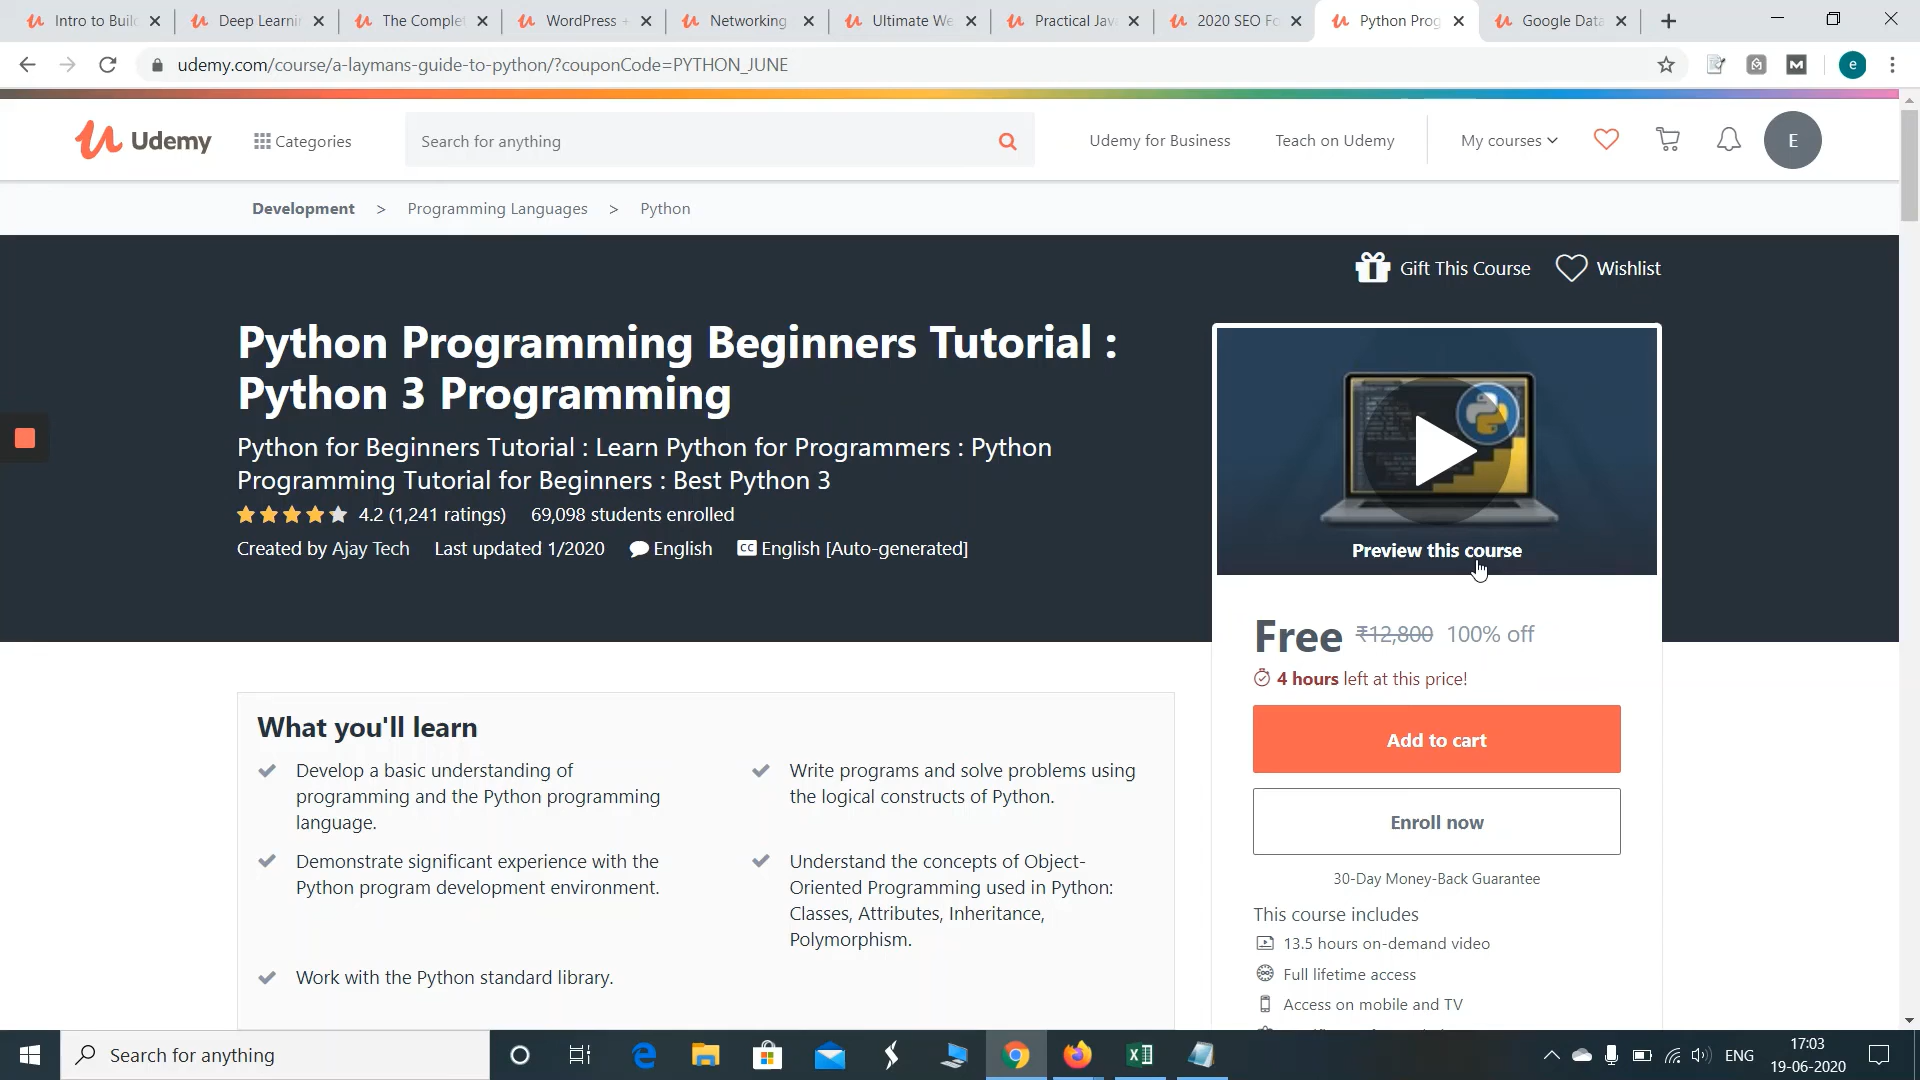 Intro to Buil
Deep Learnin
The Complet
WordPress +
Networking
Ultimate We
Practical Jav
2020 SEO Fo
Python Prog
Google Data
udemy.com/course/a-laymans-guide-to-python/?couponCode=PYTHON_JUNE
e
Udemy
Categories
Search for anything
Udemy for Business
Teach on Udemy
My courses
E
Development > Programming Languages > Python
Gift This Course
Wishlist
Python Programming Beginners Tutorial :
Python 3 Programming
Python for Beginners Tutorial : Learn Python for Programmers : Python
Programming Tutorial for Beginners : Best Python 3
4.2 (1,241 ratings) 69,098 students enrolled
Created by Ajay Tech Last updated 1/2020 English CC English [Auto-generated]
Preview this course
Free ₹12,800 100% off
4 hours left at this price!
Add to cart
Enroll now
30-Day Money-Back Guarantee
This course includes
13.5 hours on-demand video
Full lifetime access
Access on mobile and TV
What you'll learn
Develop a basic understanding of
programming and the Python programming
language.
Write programs and solve problems using
the logical constructs of Python.
Demonstrate significant experience with the
Python program development environment.
Understand the concepts of Object-
Oriented Programming used in Python:
Classes, Attributes, Inheritance,
Polymorphism.
Work with the Python standard library.
Search for anything
ENG
17:03
19-06-2020